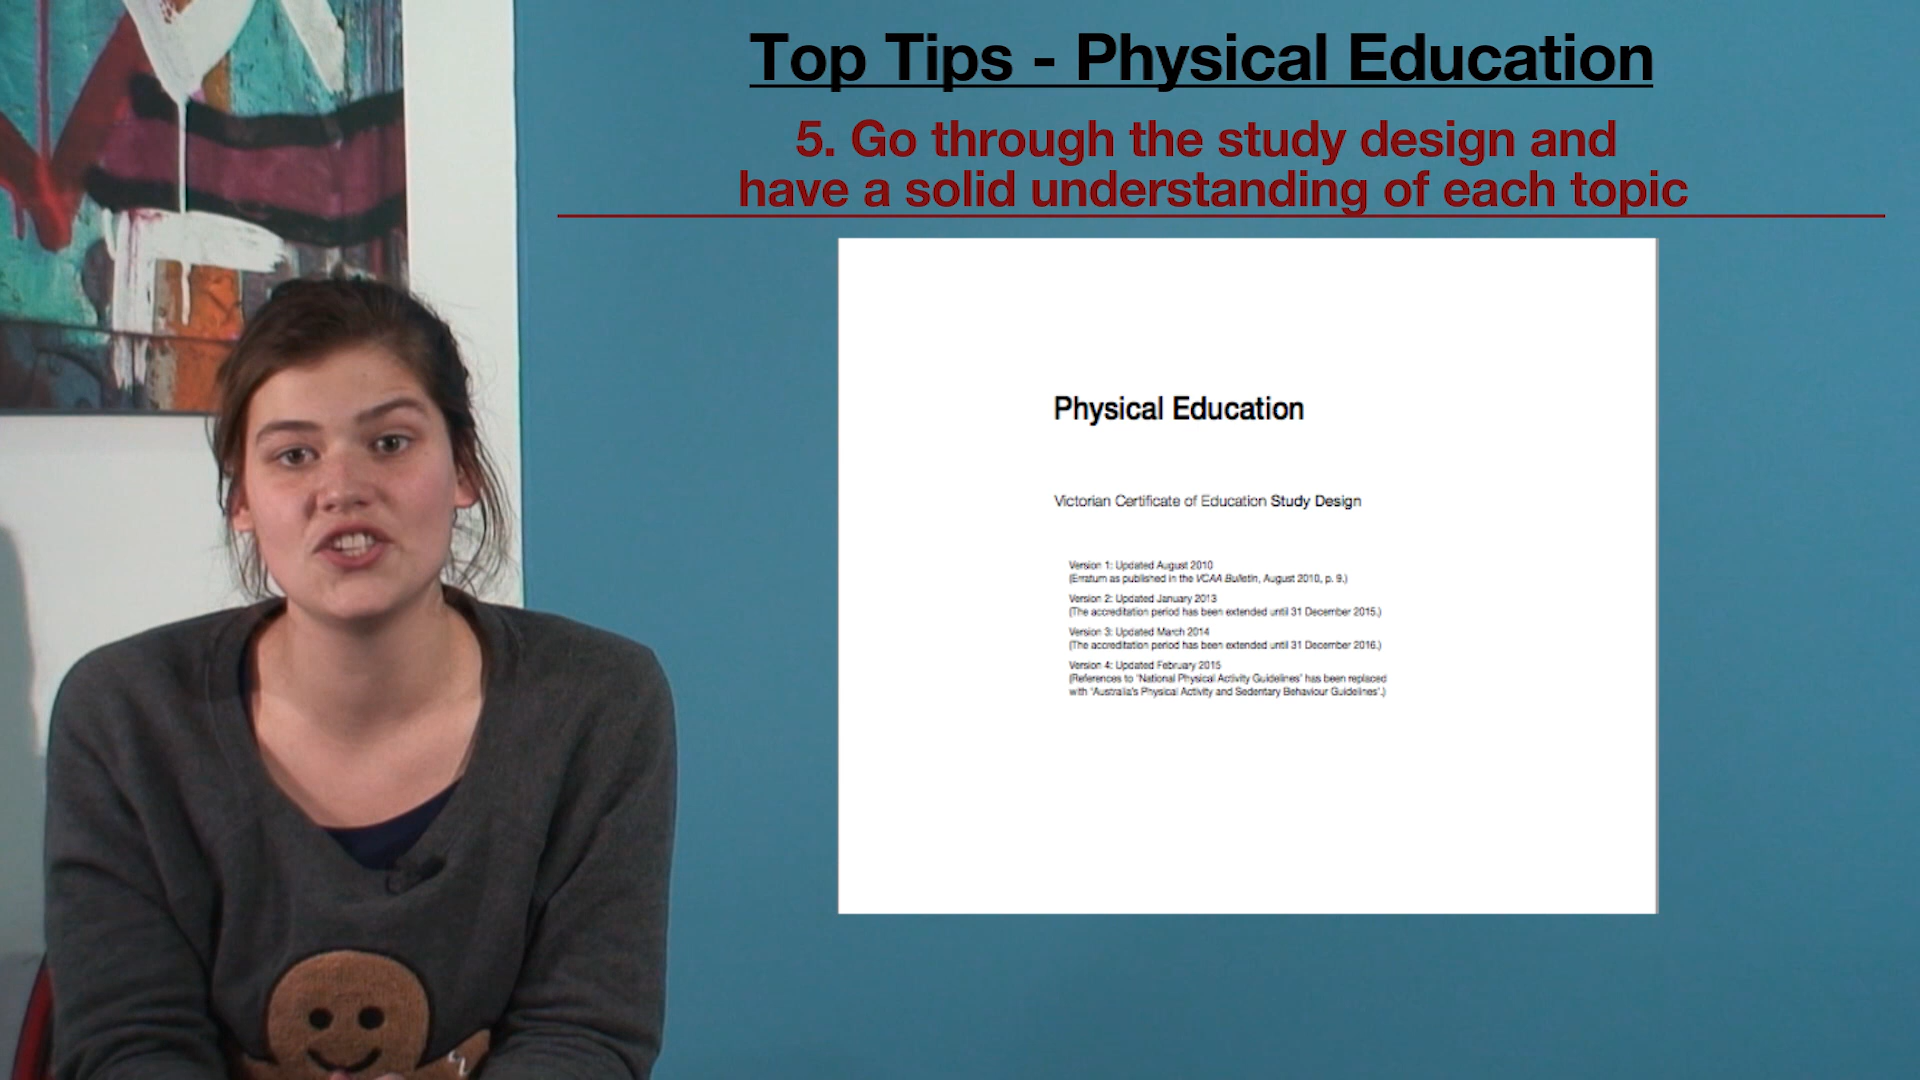 Top Tips - Physical Education
5. Go through the study design and
have a solid understanding of each topic
Physical Education
Victorian Certificate of Education Study Design
Version 1: Updated August 2010
(Erratum as published in the VCAA Bulletin, August 2010, p. 9.)
Version 2: Updated January 2013
(The accreditation period has been extended until 31 December 2015.)
Version 3: Updated March 2014
(The accreditation period has been extended until 31 December 2016.)
Version 4: Updated February 2015
(References to 'National Physical Activity Guidelines' has been replaced
with 'Australia's Physical Activity and Sedentary Behaviour Guidelines'.)